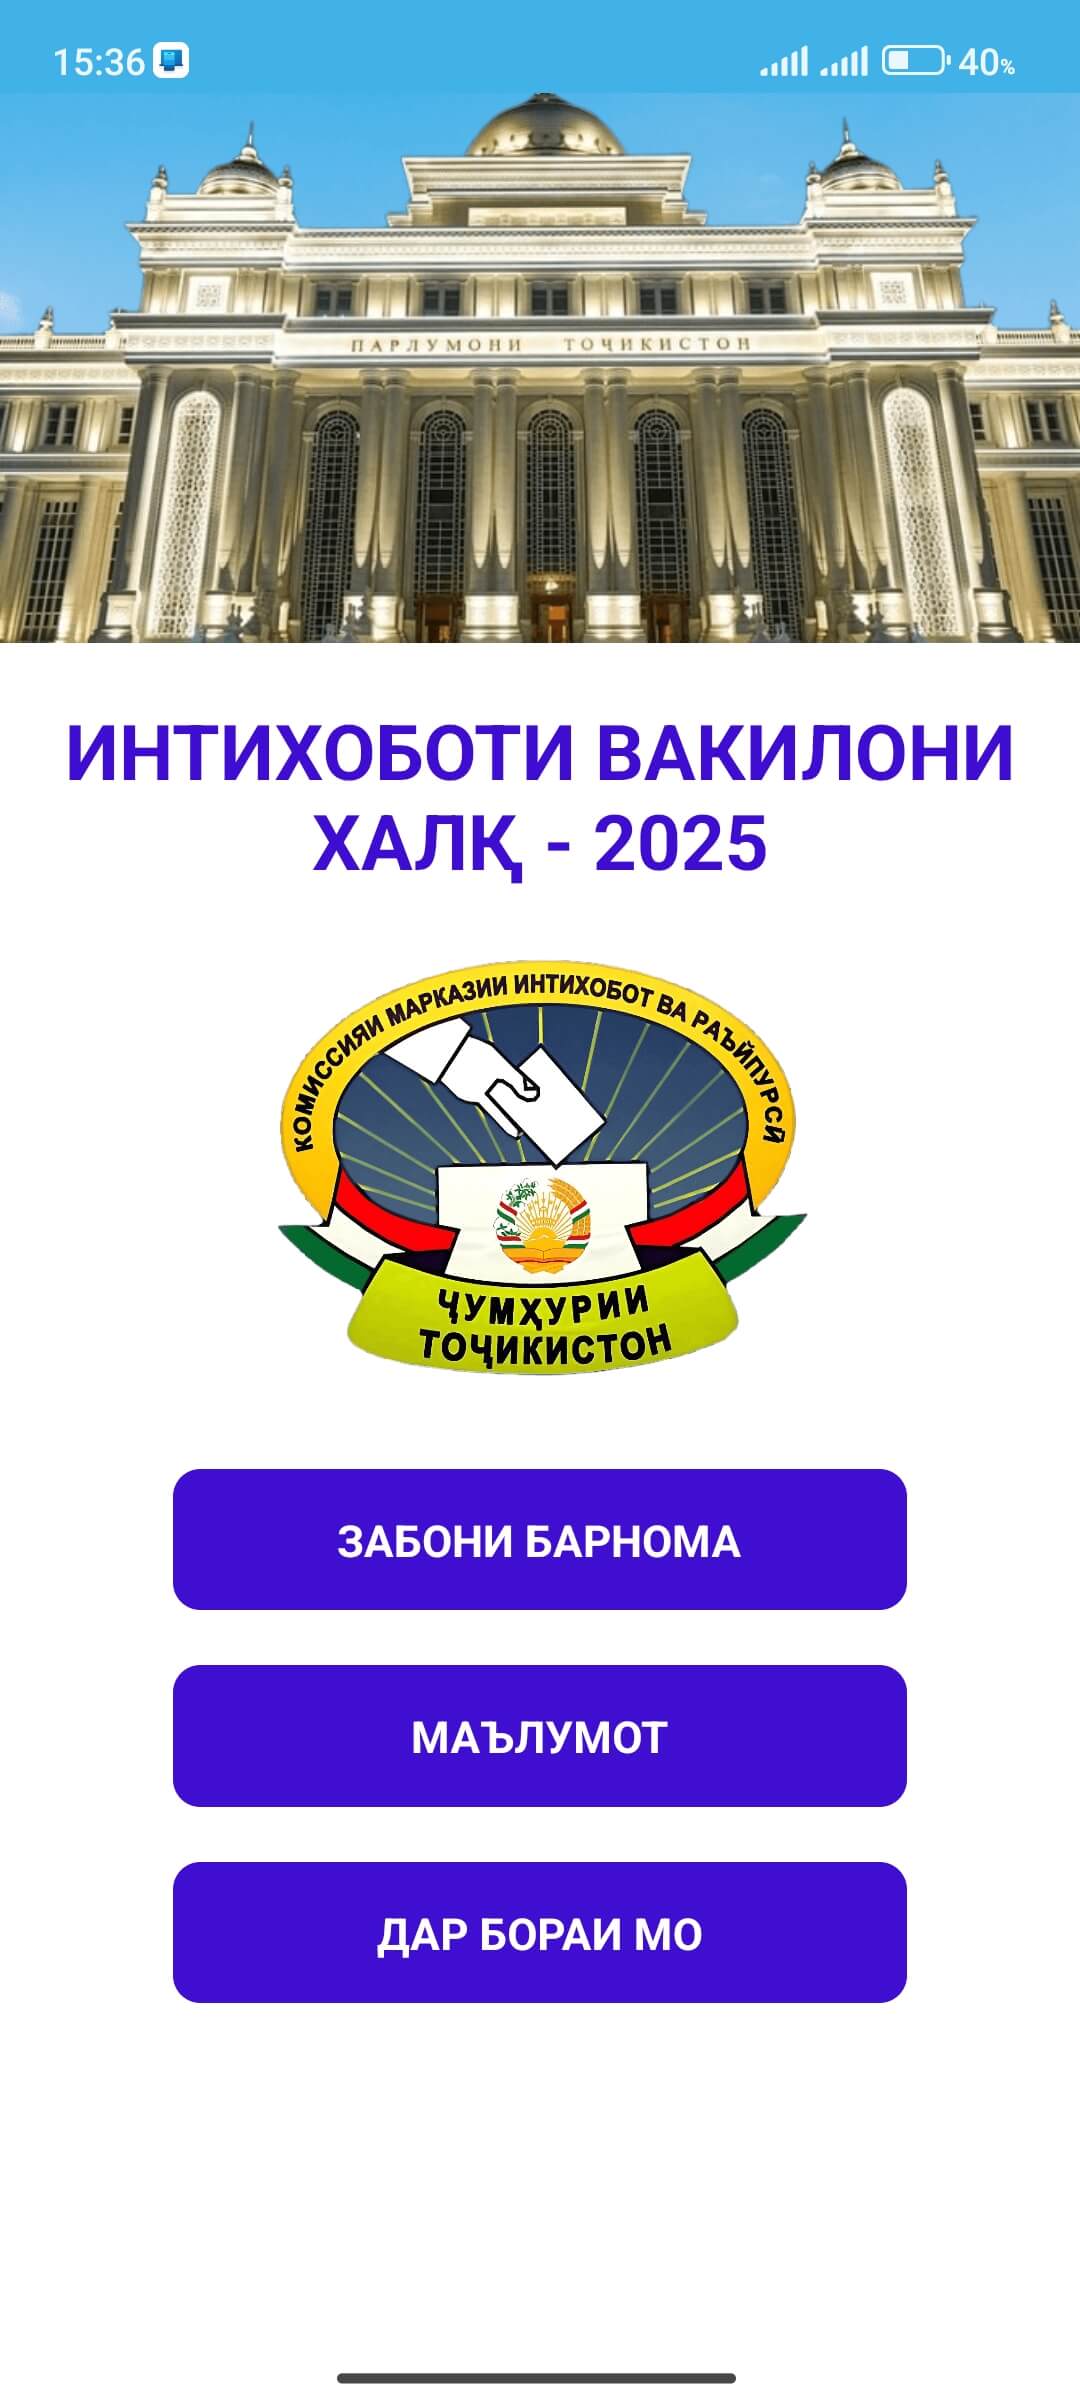 15:36
40%
ПАРЛУМОНИ ТОҶИКИСТОН
ИНТИХОБОТИ ВАКИЛОНИ
ХАЛҚ - 2025
КОМИССИЯИ МАРКАЗИИ ИНТИХОБОТ ВА РАЪЙПУРСӢ
ҶУМҲУРИИ
ТОҶИКИСТОН
ЗАБОНИ БАРНОМА
МАЪЛУМОТ
ДАР БОРАИ МО